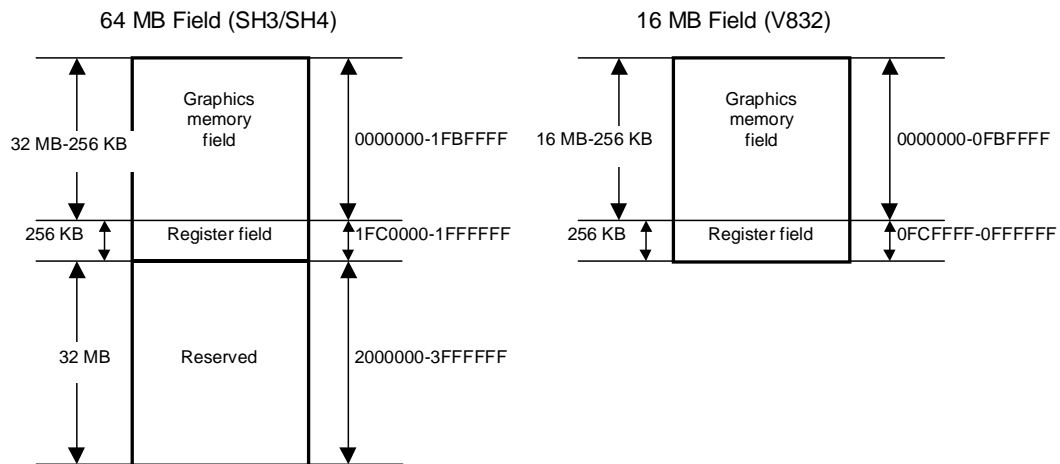 64 MB Field (SH3/SH4)
Graphics
memory
field
32 MB-256 KB
0000000-1FBFFFF
256 KB
Register field
1FC0000-1FFFFFF
32 MB
Reserved
2000000-3FFFFFF
16 MB Field (V832)
Graphics
memory
field
16 MB-256 KB
0000000-0FBFFFF
256 KB
Register field
0FCFFFF-0FFFFFF